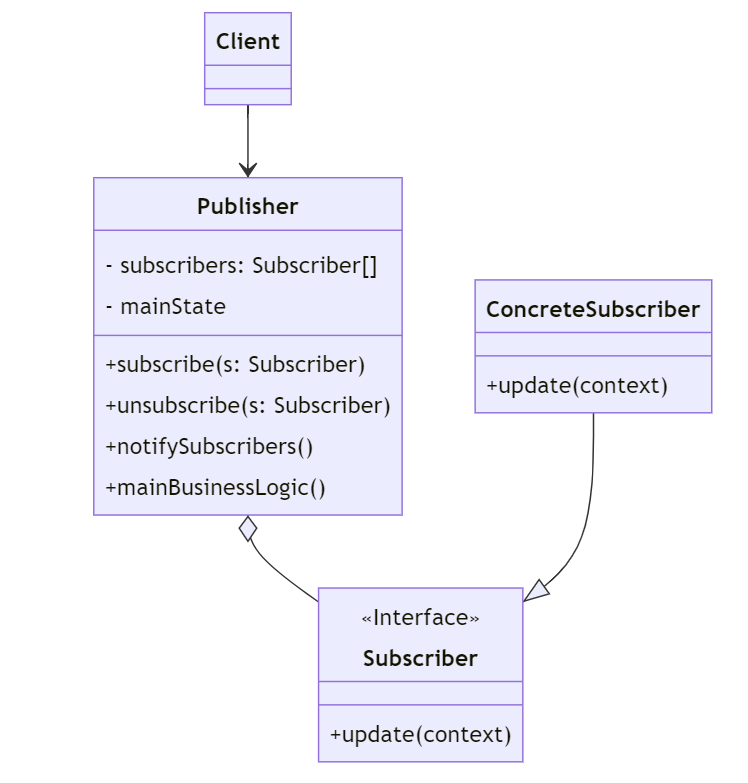 Client
Publisher
- subscribers: Subscriber[]
- mainState
+subscribe(s: Subscriber)
+unsubscribe(s: Subscriber)
+notifySubscribers()
+mainBusinessLogic()
ConcreteSubscriber
+update(context)
«Interface»
Subscriber
+update(context)